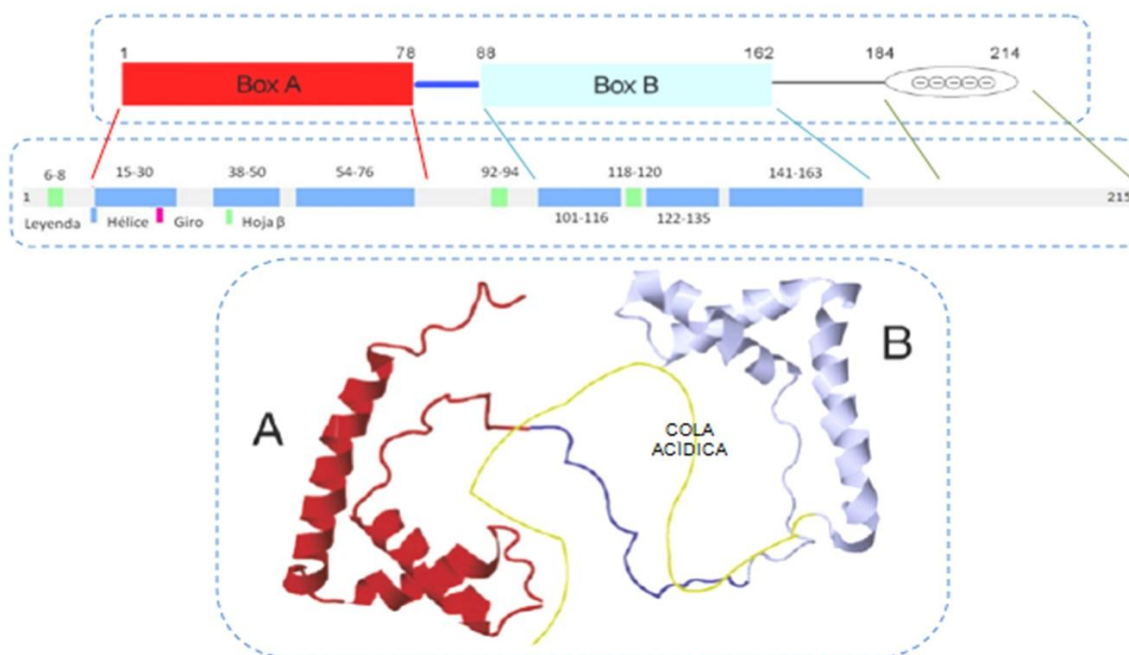 1 78 88 162 184 214
Box A Box B
6-8 15-30 38-50 54-76 92-94 118-120 141-163
1 215
Leyenda Hélice Giro Hoja β 101-116 122-135
A B
COLA
ACÌDICA